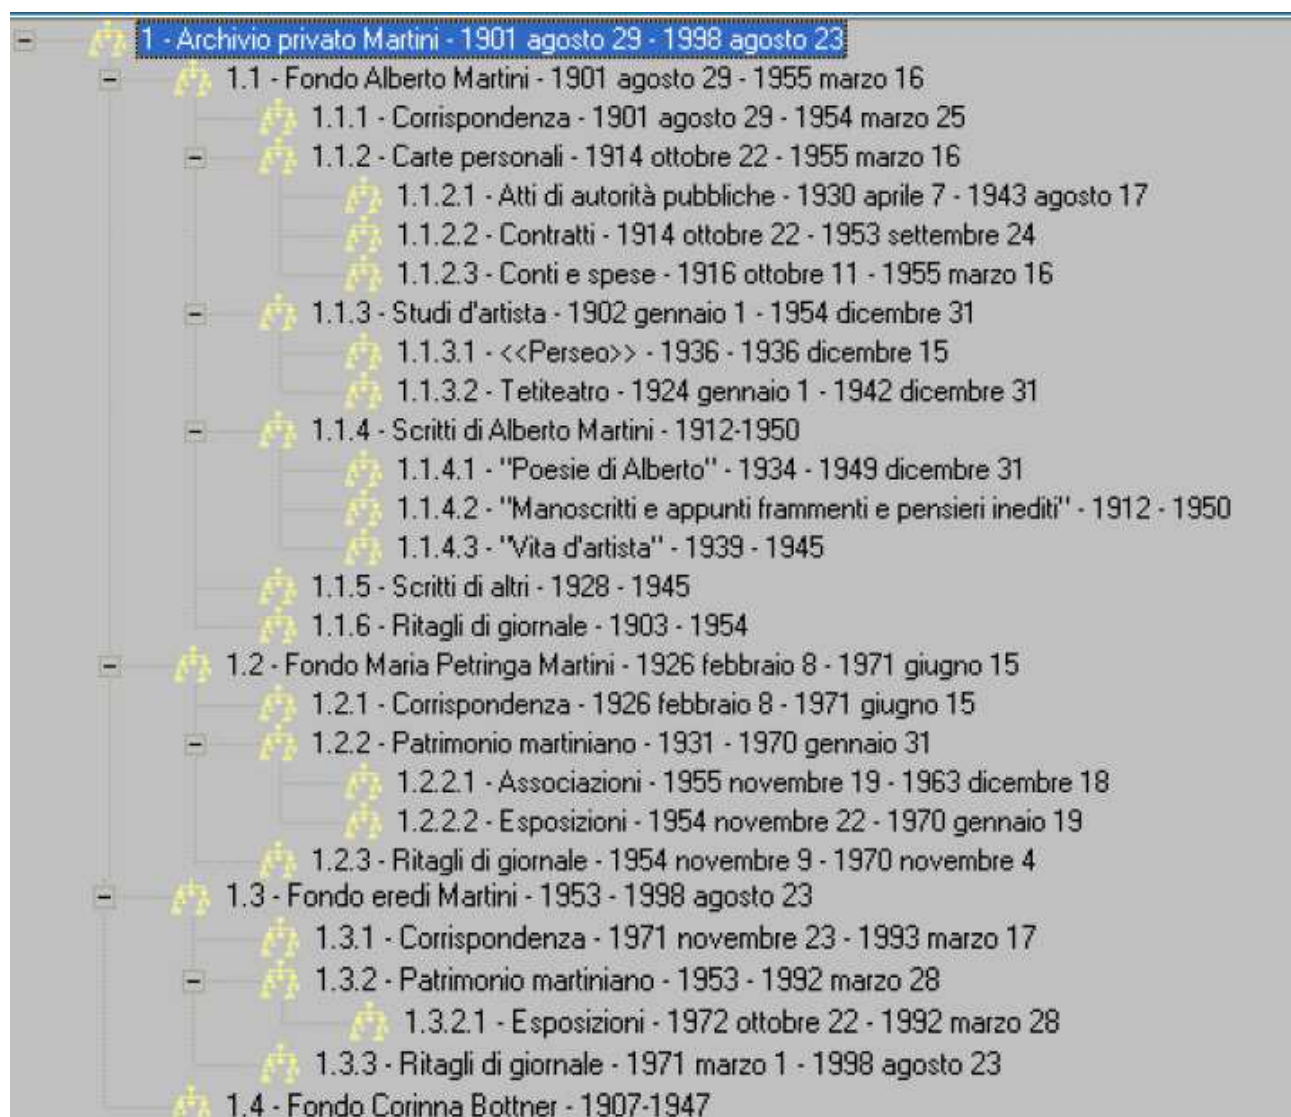 1 - Archivio privato Martini - 1901 agosto 29 - 1998 agosto 23
1.1 - Fondo Alberto Martini - 1901 agosto 29 - 1955 marzo 16
1.1.1 - Corrispondenza - 1901 agosto 29 - 1954 marzo 25
1.1.2 - Carte personali - 1914 ottobre 22 - 1955 marzo 16
1.1.2.1 - Atti di autorità pubbliche - 1930 aprile 7 - 1943 agosto 17
1.1.2.2 - Contratti - 1914 ottobre 22 - 1953 settembre 24
1.1.2.3 - Conti e spese - 1916 ottobre 11 - 1955 marzo 16
1.1.3 - Studi d'artista - 1902 gennaio 1 - 1954 dicembre 31
1.1.3.1 - <<Perseo>> - 1936 - 1936 dicembre 15
1.1.3.2 - Tetiteatro - 1924 gennaio 1 - 1942 dicembre 31
1.1.4 - Scritti di Alberto Martini - 1912-1950
1.1.4.1 - "Poesie di Alberto" - 1934 - 1949 dicembre 31
1.1.4.2 - "Manoscritti e appunti frammenti e pensieri inediti" - 1912 - 1950
1.1.4.3 - "Vita d'artista" - 1939 - 1945
1.1.5 - Scritti di altri - 1928 - 1945
1.1.6 - Ritagli di giornale - 1903 - 1954
1.2 - Fondo Maria Petringa Martini - 1926 febbraio 8 - 1971 giugno 15
1.2.1 - Corrispondenza - 1926 febbraio 8 - 1971 giugno 15
1.2.2 - Patrimonio martiniano - 1931 - 1970 gennaio 31
1.2.2.1 - Associazioni - 1955 novembre 19 - 1963 dicembre 18
1.2.2.2 - Esposizioni - 1954 novembre 22 - 1970 gennaio 19
1.2.3 - Ritagli di giornale - 1954 novembre 9 - 1970 novembre 4
1.3 - Fondo eredi Martini - 1953 - 1998 agosto 23
1.3.1 - Corrispondenza - 1971 novembre 23 - 1993 marzo 17
1.3.2 - Patrimonio martiniano - 1953 - 1992 marzo 28
1.3.2.1 - Esposizioni - 1972 ottobre 22 - 1992 marzo 28
1.3.3 - Ritagli di giornale - 1971 marzo 1 - 1998 agosto 23
1.4 - Fondo Corinna Bottner - 1907-1947